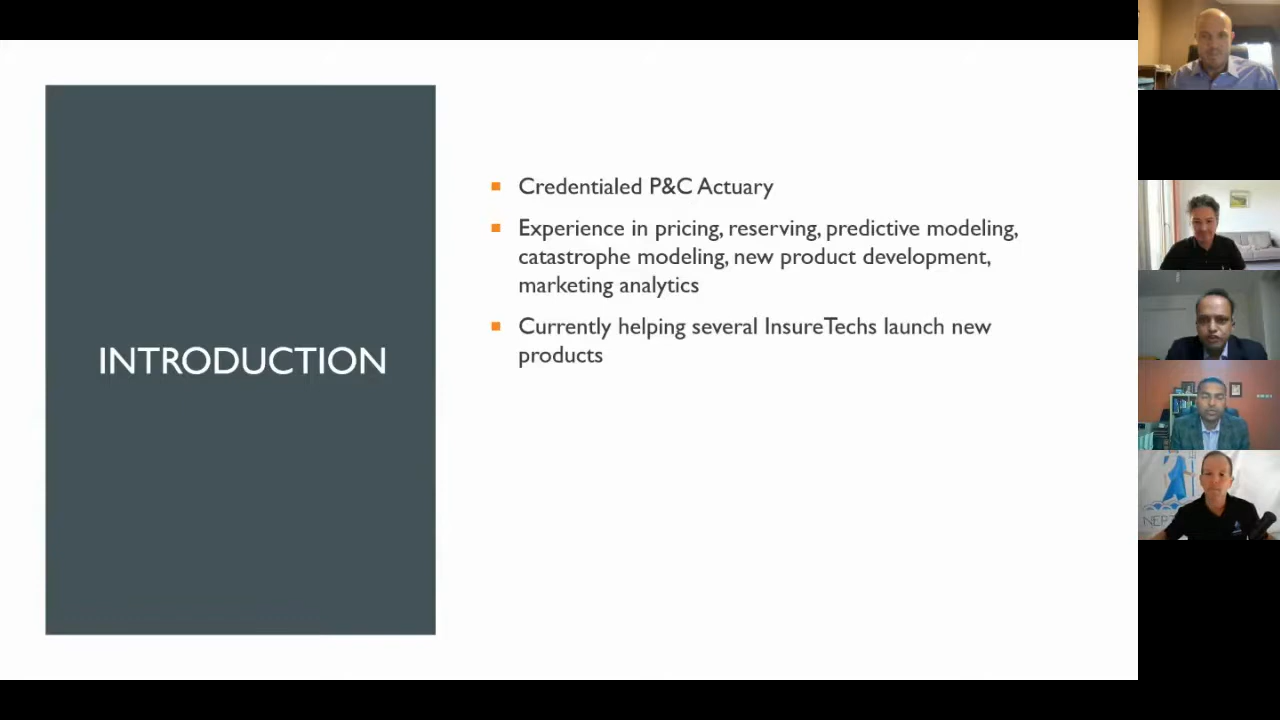 INTRODUCTION
Credentialed P&C Actuary
Experience in pricing, reserving, predictive modeling,
catastrophe modeling, new product development,
marketing analytics
Currently helping several InsureTechs launch new
products